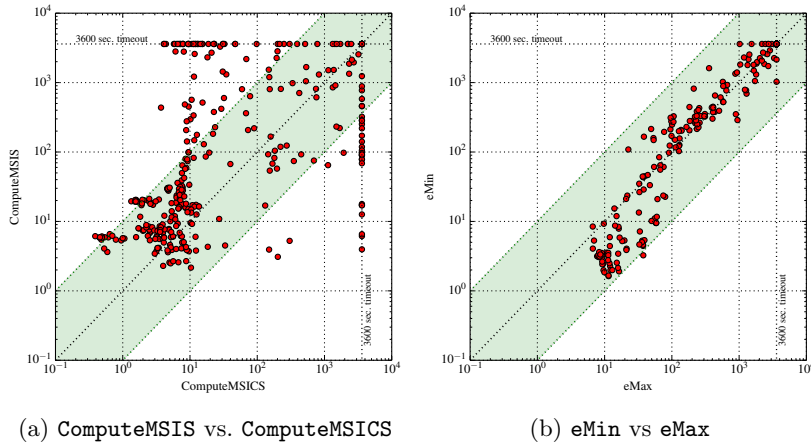 10^4
3600 sec. timeout
10^3
10^2
10^1
10^0
10^-1
ComputeMSIS
3600 sec. timeout
10^-1 10^0 10^1 10^2 10^3 10^4
ComputeMSICS
10^4
3600 sec. timeout
10^3
10^2
10^1
10^0
10^-1
eMin
3600 sec. timeout
10^-1 10^0 10^1 10^2 10^3 10^4
eMax
(a) ComputeMSIS vs. ComputeMSICS
(b) eMin vs eMax